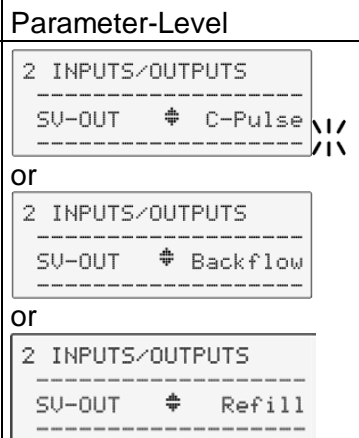 Parameter-Level
2 INPUTS/OUTPUTS
SV-OUT C-Pulse
or
2 INPUTS/OUTPUTS
SV-OUT Backflow
or
2 INPUTS/OUTPUTS
SV-OUT Refill